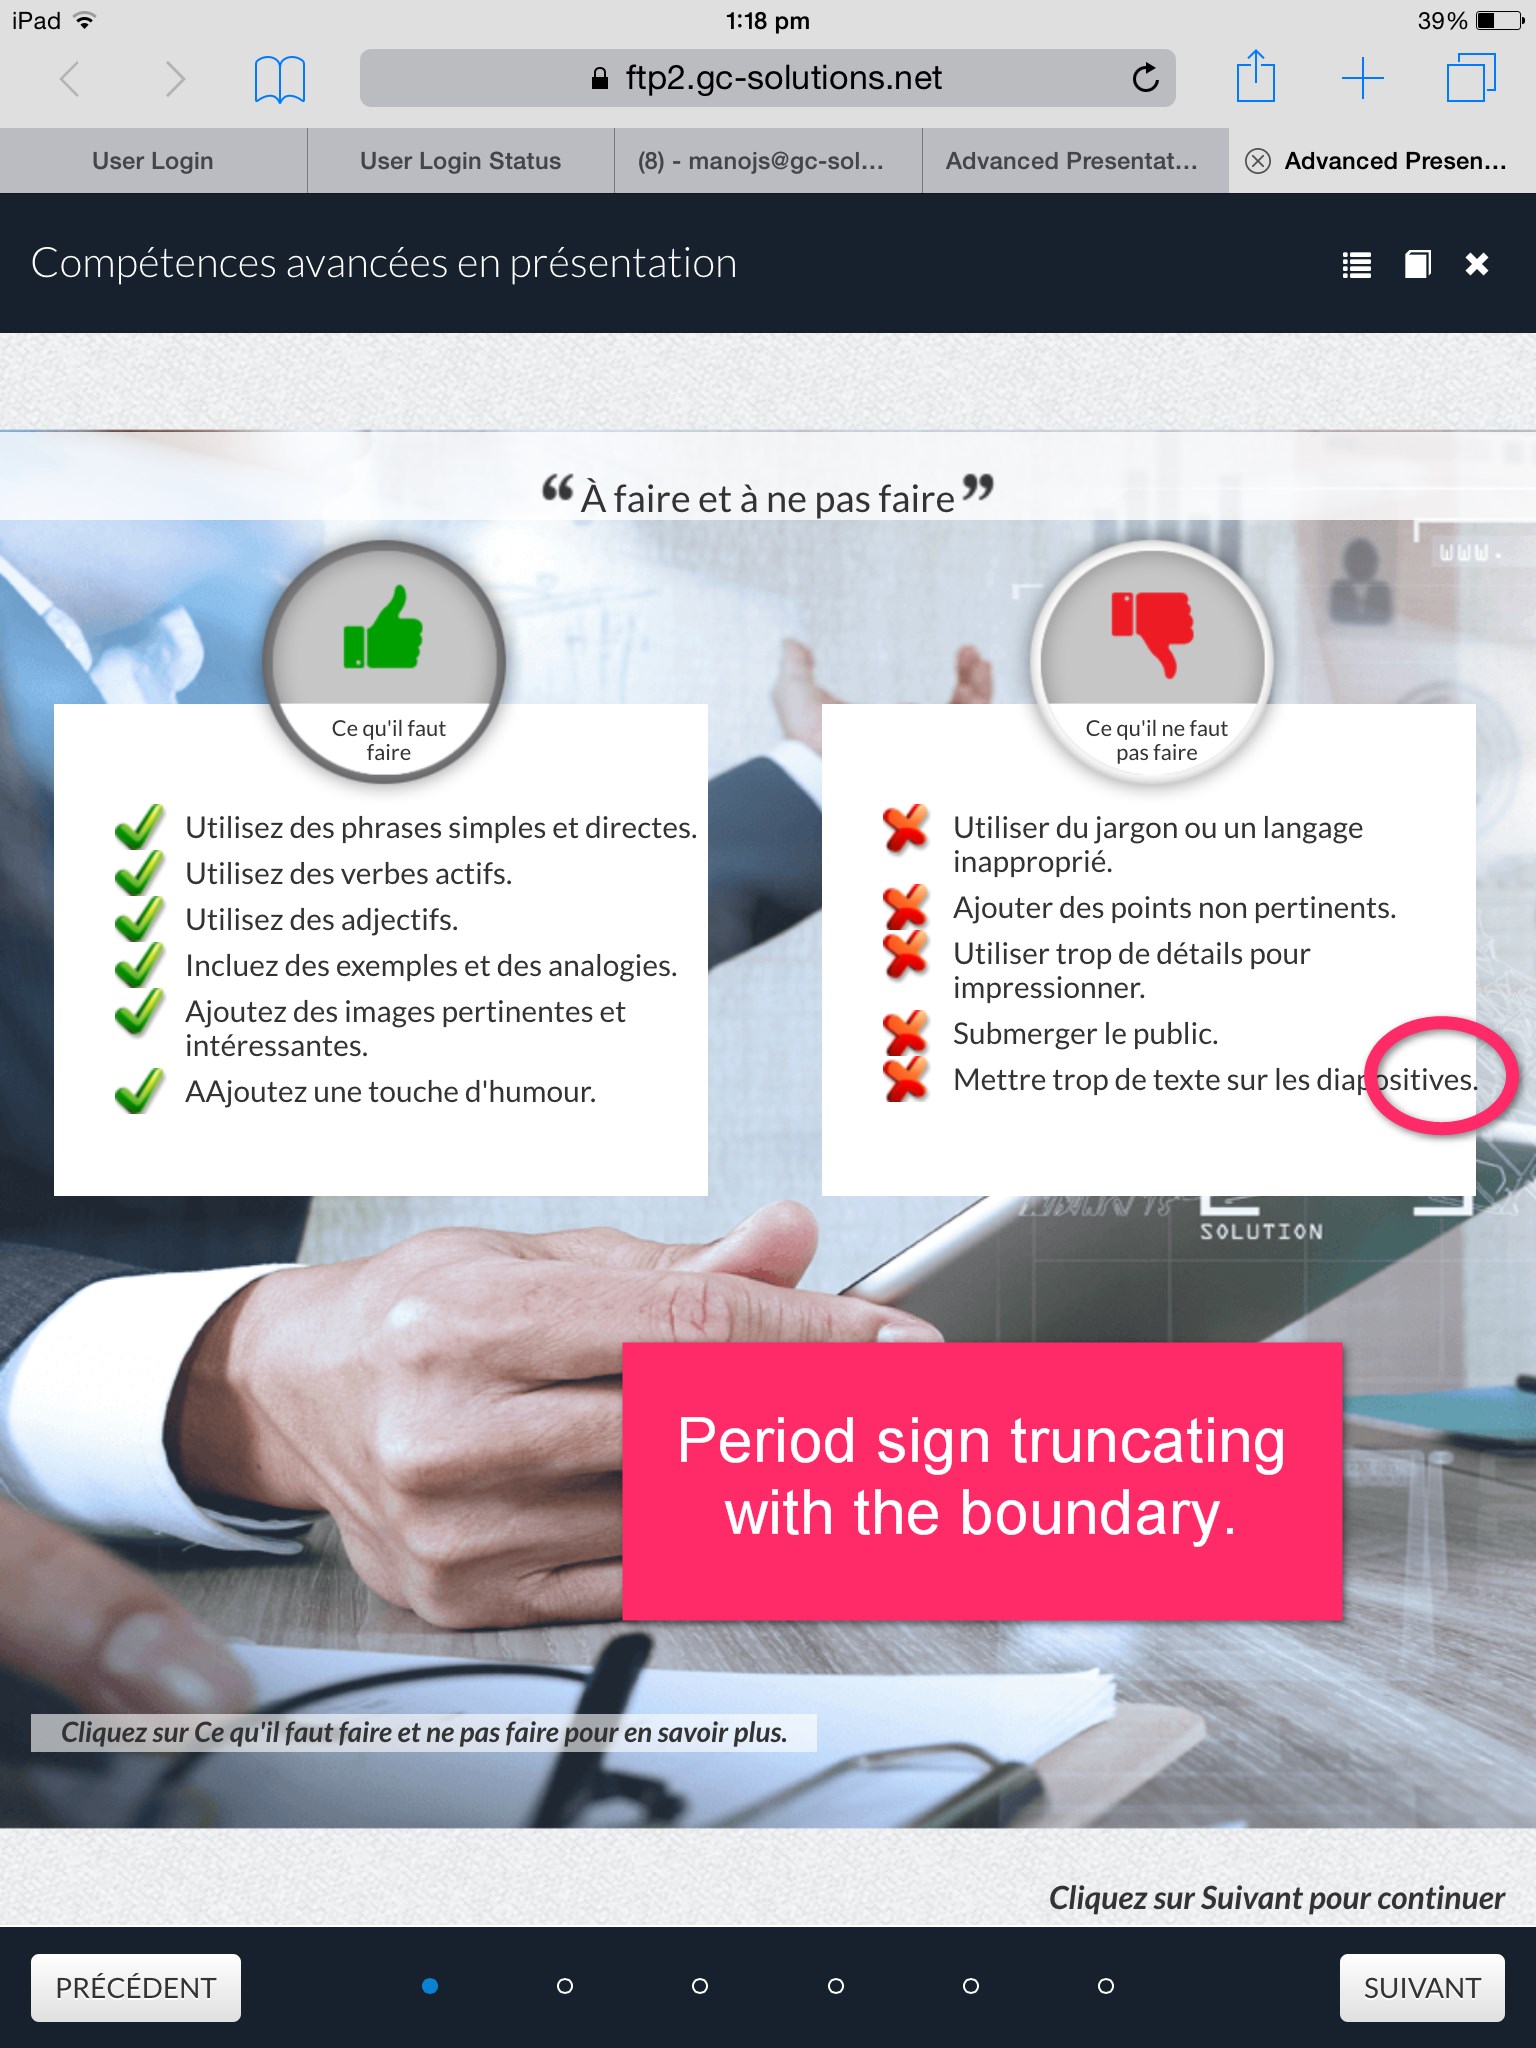 iPad 1:18 pm 39%
ftp2.gc-solutions.net
User Login User Login Status (8) - manojs@gc-sol... Advanced Presentat... Advanced Presen...
Compétences avancées en présentation
“ À faire et à ne pas faire ”
www.
Ce qu'il faut
faire
Utilisez des phrases simples et directes.
Utilisez des verbes actifs.
Utilisez des adjectifs.
Incluez des exemples et des analogies.
Ajoutez des images pertinentes et
intéressantes.
AAjoutez une touche d'humour.
Ce qu'il ne faut
pas faire
Utiliser du jargon ou un langage
inapproprié.
Ajouter des points non pertinents.
Utiliser trop de détails pour
impressionner.
Submerger le public.
Mettre trop de texte sur les diapositives.
SOLUTION
Period sign truncating
with the boundary.
Cliquez sur Ce qu'il faut faire et ne pas faire pour en savoir plus.
Cliquez sur Suivant pour continuer
PRÉCÉDENT SUIVANT